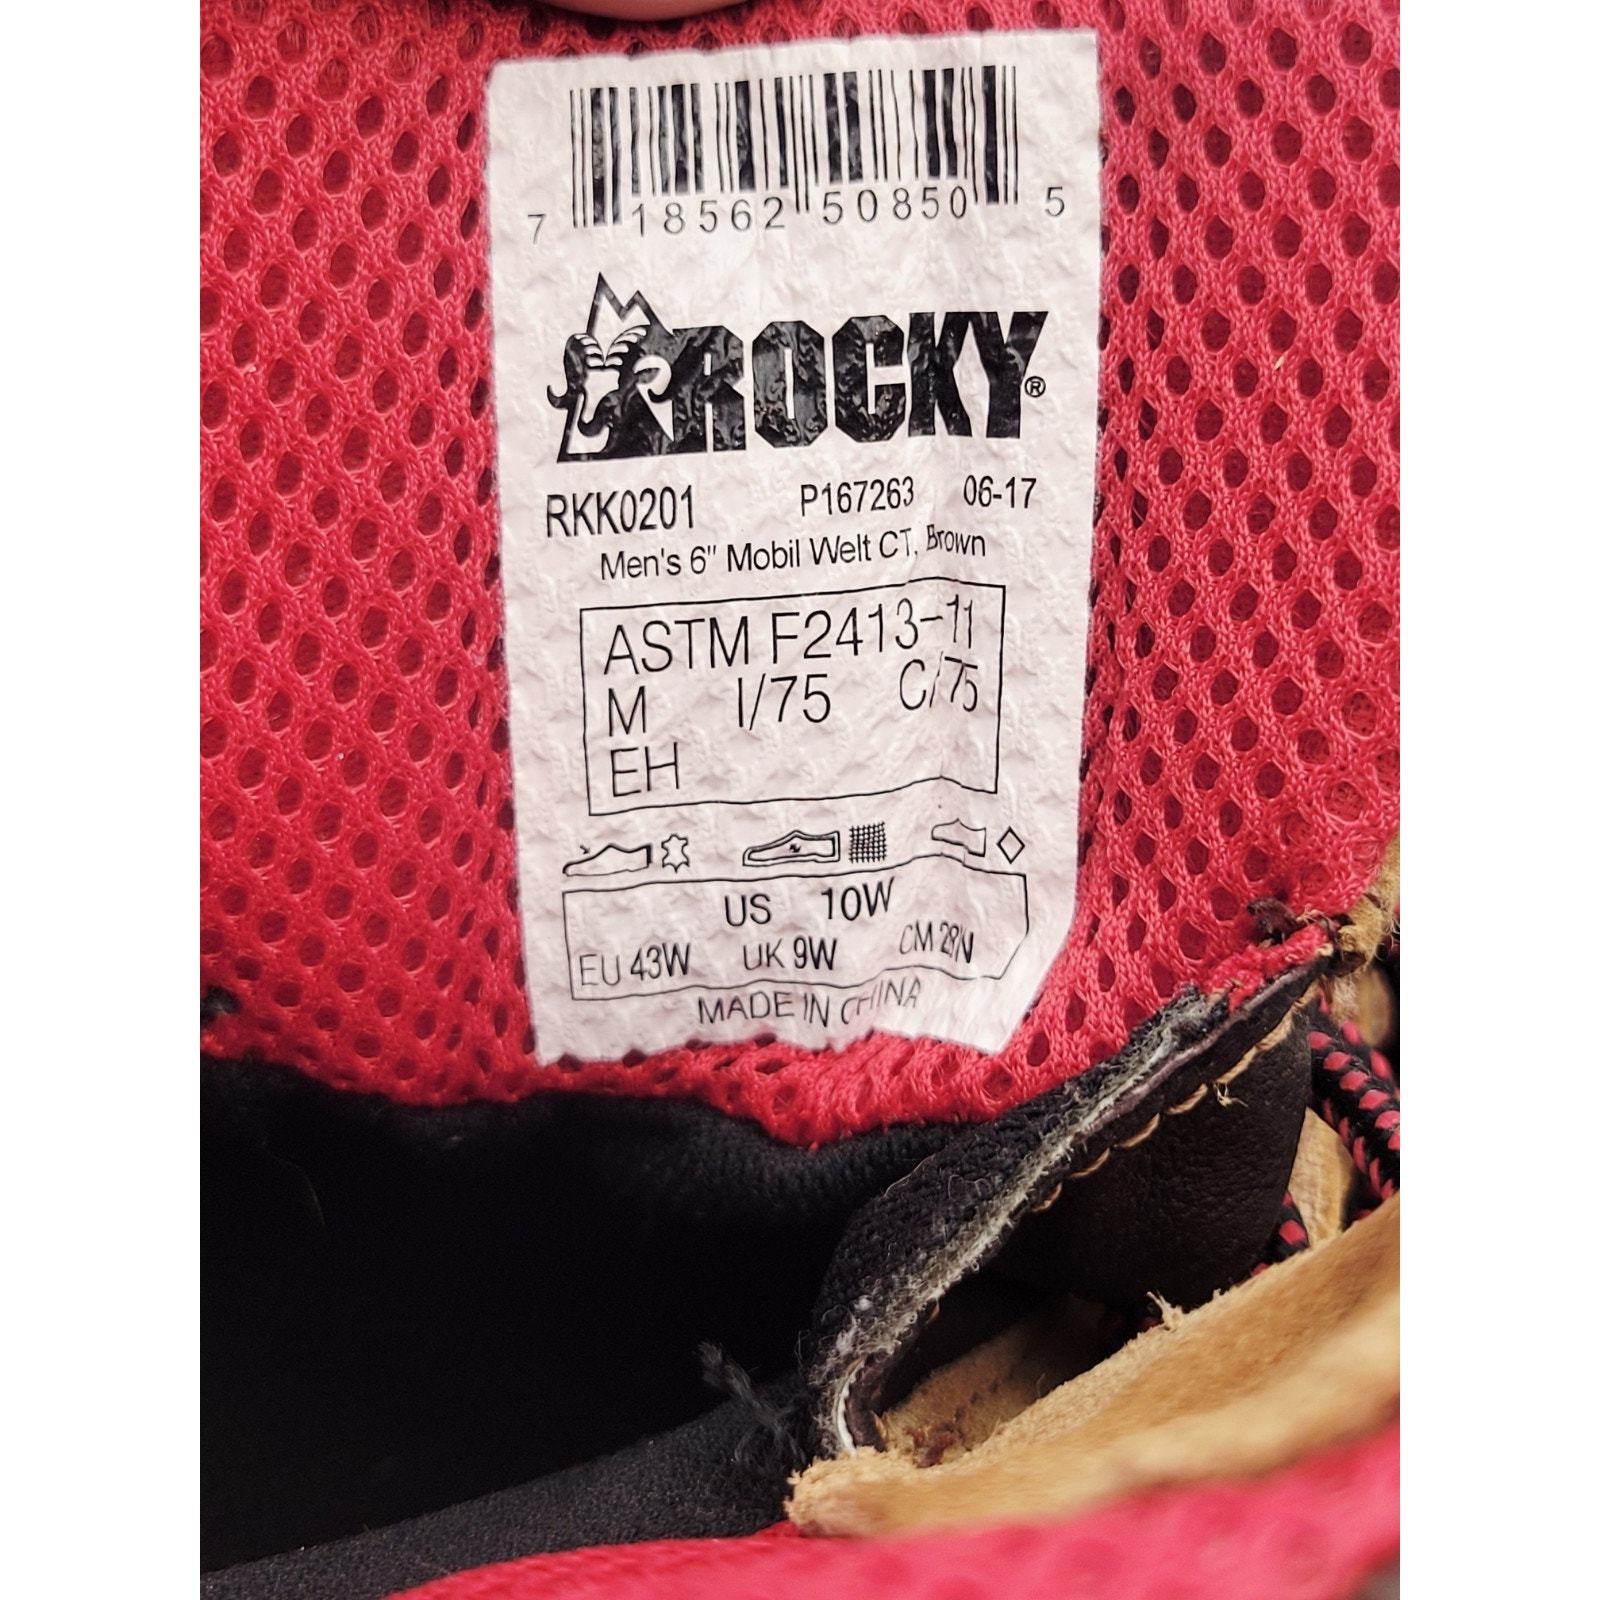 7 18562 50850 5
ROCKY®
RKK0201 P167263 06-17
Men's 6" Mobil Welt CT, Brown
ASTM F2413-11
M I/75 C/75
EH
US 10W
EU 43W UK 9W CM
MADE IN CHINA